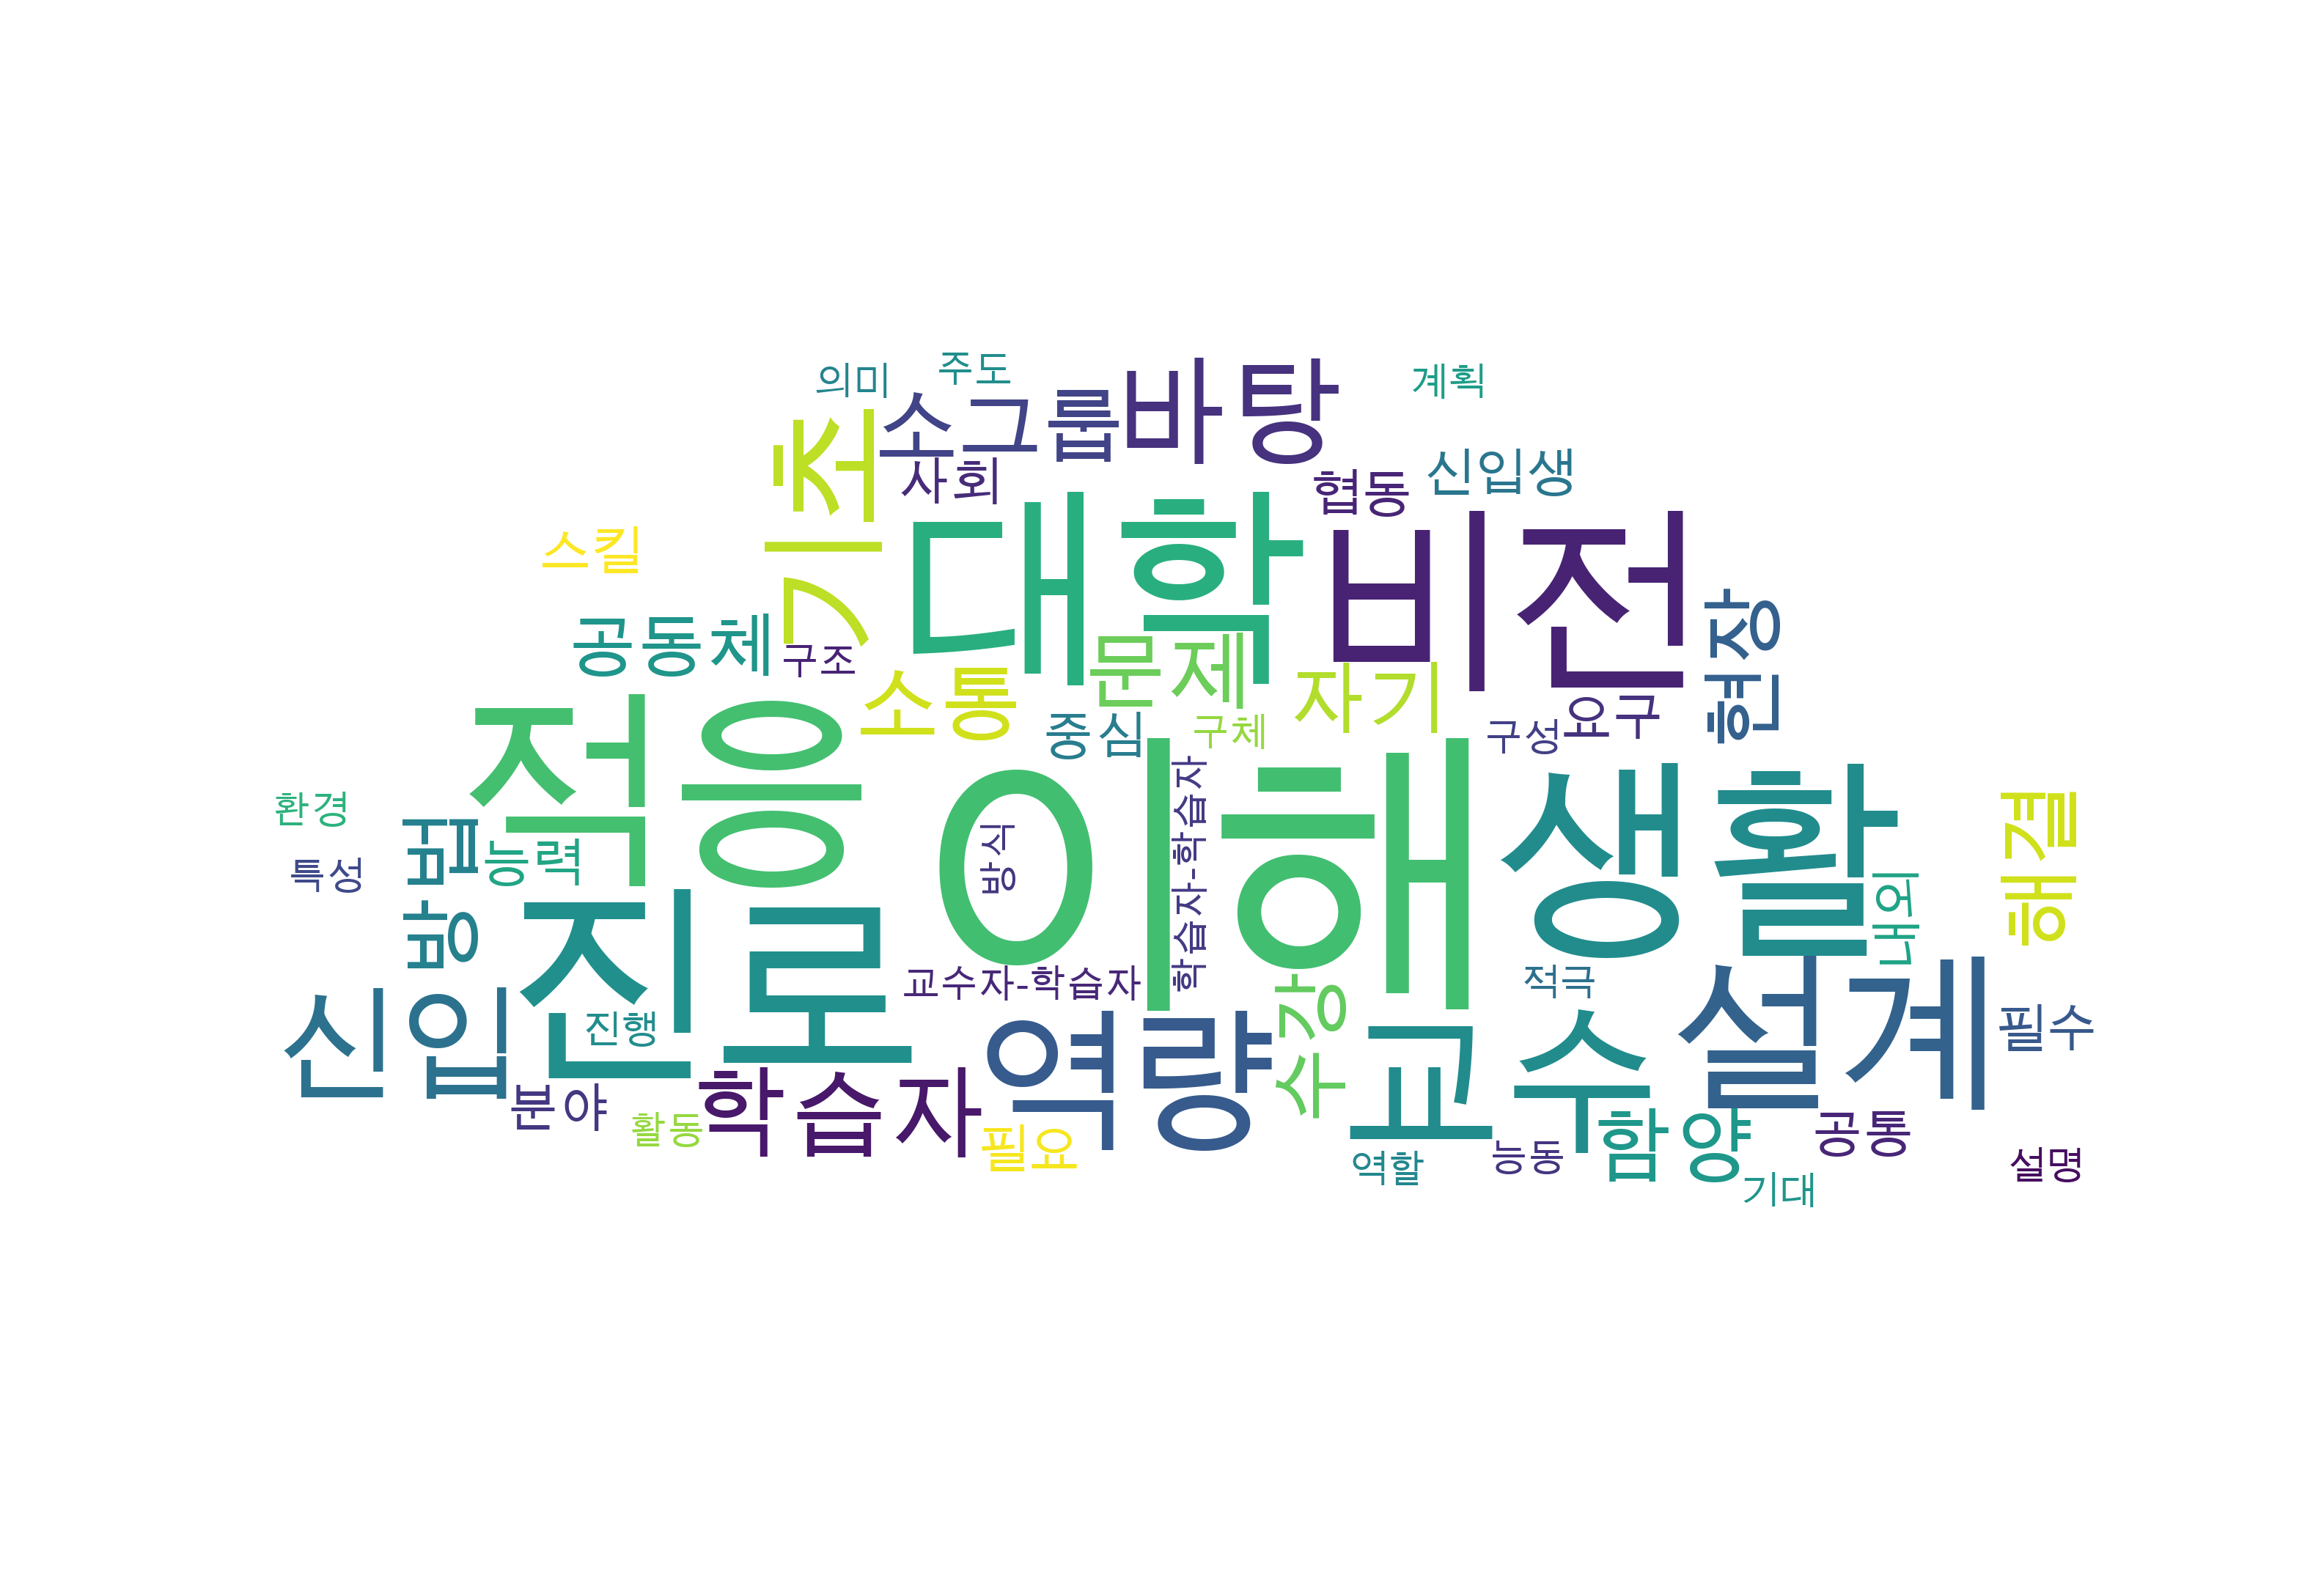 주도
의미
계획
바탕
소그룹
기초
사회
신입생
협동
스킬
대학
비전
공동체
현장
구조
문제
소통
자기
요구
중심
구체
구성
적응
이해
생활
환경
해결
방법
능력
특성
방식
학습자-학습자
내외
진로
교수자-학습자
적극
설계
신입
진행
역량
수강
교수
필수
분야
활동
학습자
필요
함양
공통
능동
역할
설명
기대